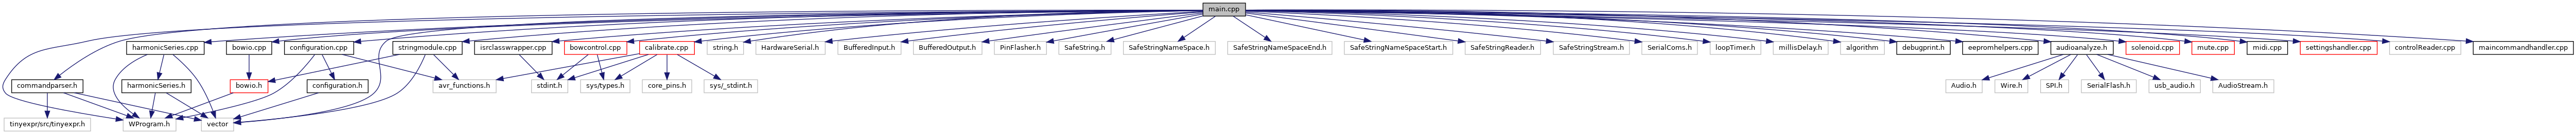 main.cpp
harmonicSeries.cpp
bowio.cpp
configuration.cpp
stringmodule.cpp
isrclasswrapper.cpp
bowcontrol.cpp
calibrate.cpp
string.h
HardwareSerial.h
BufferedInput.h
BufferedOutput.h
PinFlasher.h
SafeString.h
SafeStringNameSpace.h
SafeStringNameSpaceEnd.h
SafeStringNameSpaceStart.h
SafeStringReader.h
SafeStringStream.h
SerialComs.h
loopTimer.h
millisDelay.h
algorithm
debugprint.h
eepromhelpers.cpp
audioanalyze.h
solenoid.cpp
mute.cpp
midi.cpp
settingshandler.cpp
controlReader.cpp
maincommandhandler.cpp
commandparser.h
harmonicSeries.h
bowio.h
configuration.h
avr_functions.h
stdint.h
sys/types.h
core_pins.h
sys/_stdint.h
Audio.h
Wire.h
SPI.h
SerialFlash.h
usb_audio.h
AudioStream.h
tinyexpr/src/tinyexpr.h
WProgram.h
vector